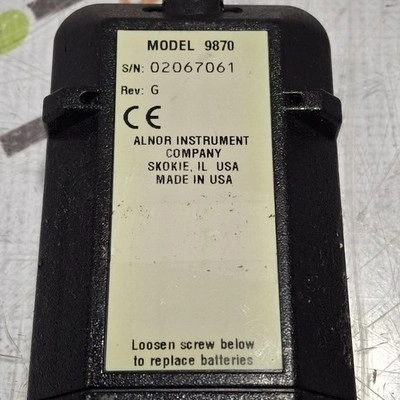 MODEL 9870
S/N: 02067061
Rev: G
CE
ALNOR INSTRUMENT
COMPANY
SKOKIE, IL USA
MADE IN USA
Loosen screw below
to replace batteries